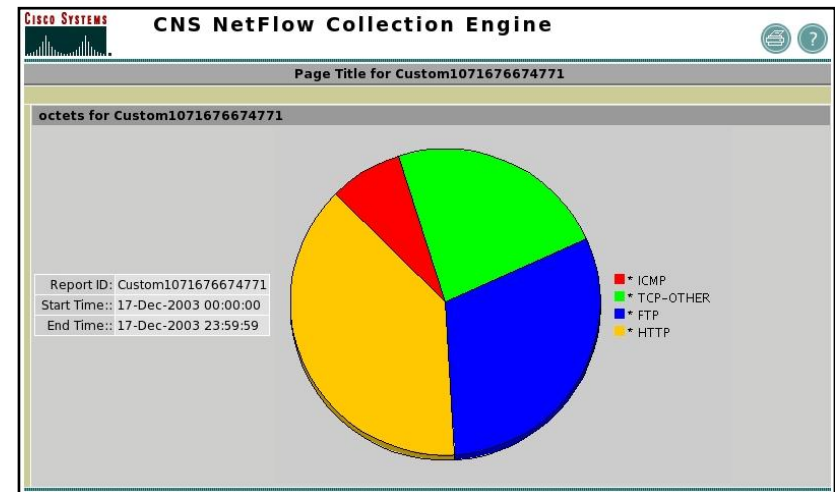 CISCO SYSTEMS
CNS NetFlow Collection Engine
?
Page Title for Custom1071676674771
octets for Custom1071676674771
Report ID: Custom1071676674771
Start Time:: 17-Dec-2003 00:00:00
End Time:: 17-Dec-2003 23:59:59
* ICMP
* TCP-OTHER
* FTP
* HTTP